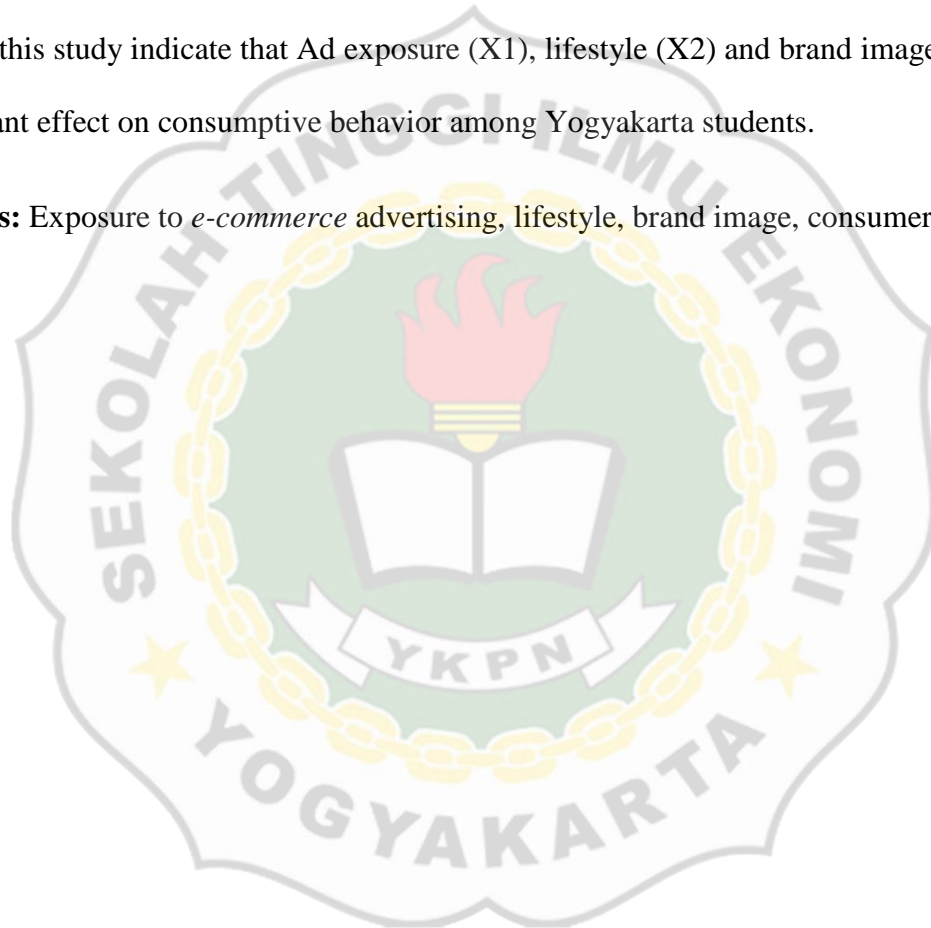 this study indicate that Ad exposure (X1), lifestyle (X2) and brand image
ant effect on consumptive behavior among Yogyakarta students.
s: Exposure to e-commerce advertising, lifestyle, brand image, consumer
SEKOLAH TINGGI ILMU EKONOMI
YKPN
YOGYAKARTA